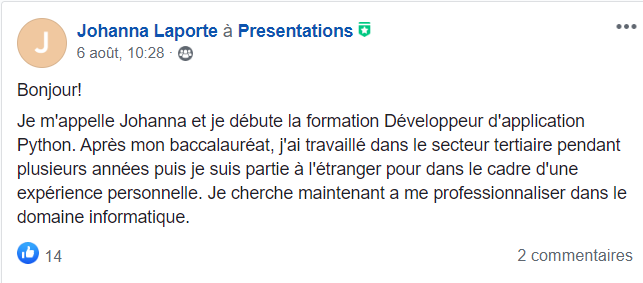 J
Johanna Laporte à Presentations
6 août, 10:28 ·
Bonjour!
Je m'appelle Johanna et je débute la formation Développeur d'application
Python. Après mon baccalauréat, j'ai travaillé dans le secteur tertiaire pendant
plusieurs années puis je suis partie à l'étranger pour dans le cadre d'une
expérience personnelle. Je cherche maintenant a me professionnaliser dans le
domaine informatique.
14 2 commentaires